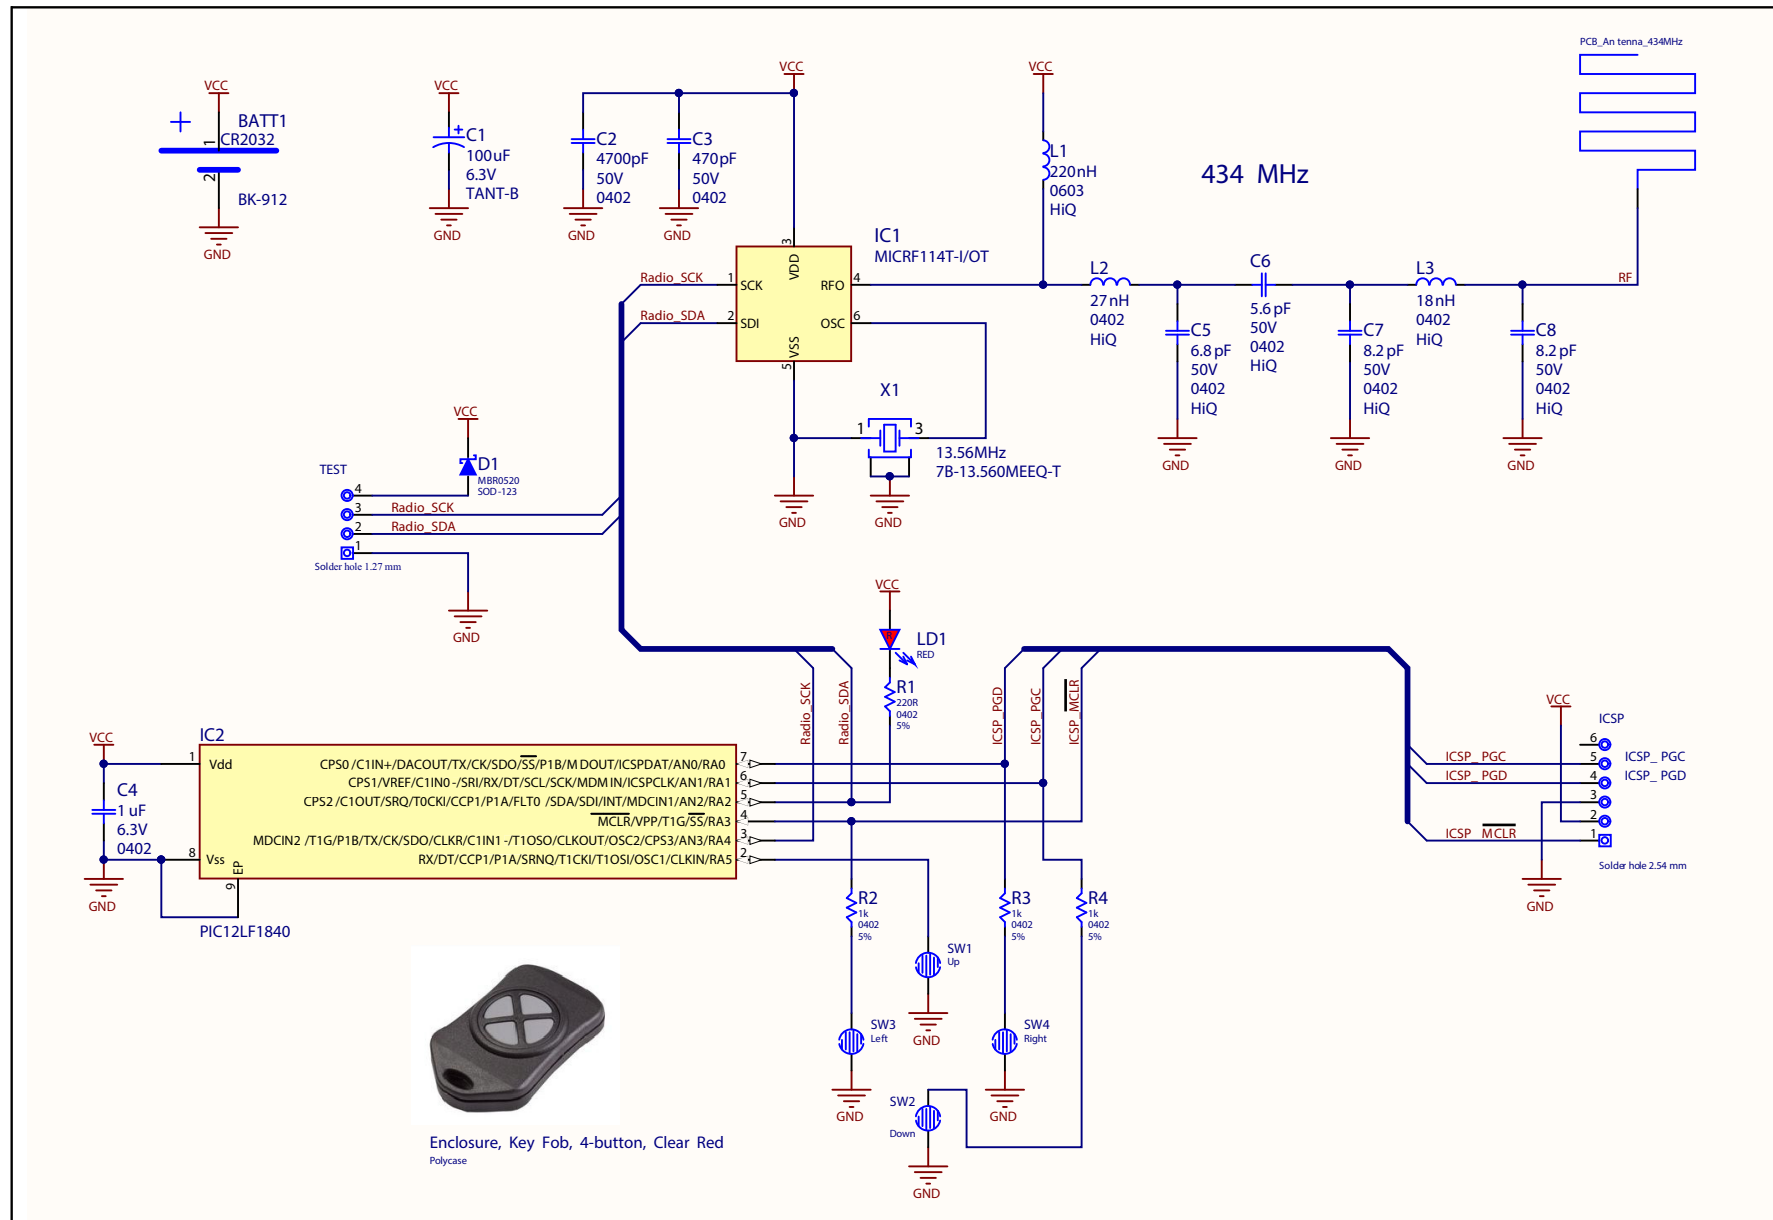 PCB_An tenna_434MHz
VCC
1
BATT1
CR2032
2
BK-912
GND
VCC
C1
100uF
6.3V
TANT-B
GND
VCC
C2
4700pF
50V
0402
GND
C3
470pF
50V
0402
GND
VCC
L1
220nH
0603
HiQ
434 MHz
IC1
MICRF114T-I/OT
Radio_SCK
1
SCK
Radio_SDA
2
SDI
3
VDD
RFO
4
OSC
6
VSS
5
GND
L2
27nH
0402
HiQ
C5
6.8pF
50V
0402
HiQ
GND
C6
5.6pF
50V
0402
HiQ
C7
8.2pF
50V
0402
HiQ
GND
L3
18nH
0402
HiQ
C8
8.2pF
50V
0402
HiQ
GND
RF
X1
1
3
13.56MHz
7B-13.560MEEQ-T
GND
VCC
D1
MBR0520
SOD-123
TEST
4
3
Radio_SCK
2
Radio_SDA
1
Solder hole 1.27 mm
GND
VCC
LD1
RED
R1
220R
0402
5%
Radio_SCK
Radio_SDA
ICSP_PGD
ICSP_PGC
ICSP_MCLR
IC2
VCC
1
Vdd
C4
1uF
6.3V
0402
8
Vss
9
EP
GND
CPS0 /C1IN+/DACOUT/TX/CK/SDO/SS/P1B/M DOUT/ICSPDAT/AN0/RA0
7
CPS1/VREF/C1IN0-/SRI/RX/DT/SCL/SCK/MDM IN/ICSPCLK/AN1/RA1
6
CPS2 /C1OUT/SRQ/T0CKI/CCP1/P1A/FLT0 /SDA/SDI/INT/MDCIN1/AN2/RA2
5
MCLR/VPP/T1G/SS/RA3
4
MDCIN2 /T1G/P1B/TX/CK/SDO/CLKR/C1IN1 -/T1OSO/CLKOUT/OSC2/CPS3/AN3/RA4
3
RX/DT/CCP1/P1A/SRNQ/T1CKI/T1OSI/OSC1/CLKIN/RA5
2
PIC12LF1840
VCC
ICSP
6
ICSP_PGC
5
ICSP_ PGC
ICSP_PGD
4
ICSP_ PGD
3
2
ICSP_MCLR
1
Solder hole 2.54 mm
GND
R2
1k
0402
5%
R3
1k
0402
5%
R4
1k
0402
5%
SW1
Up
GND
SW3
Left
GND
SW4
Right
GND
SW2
Down
GND
Enclosure, Key Fob, 4-button, Clear Red
Polycase